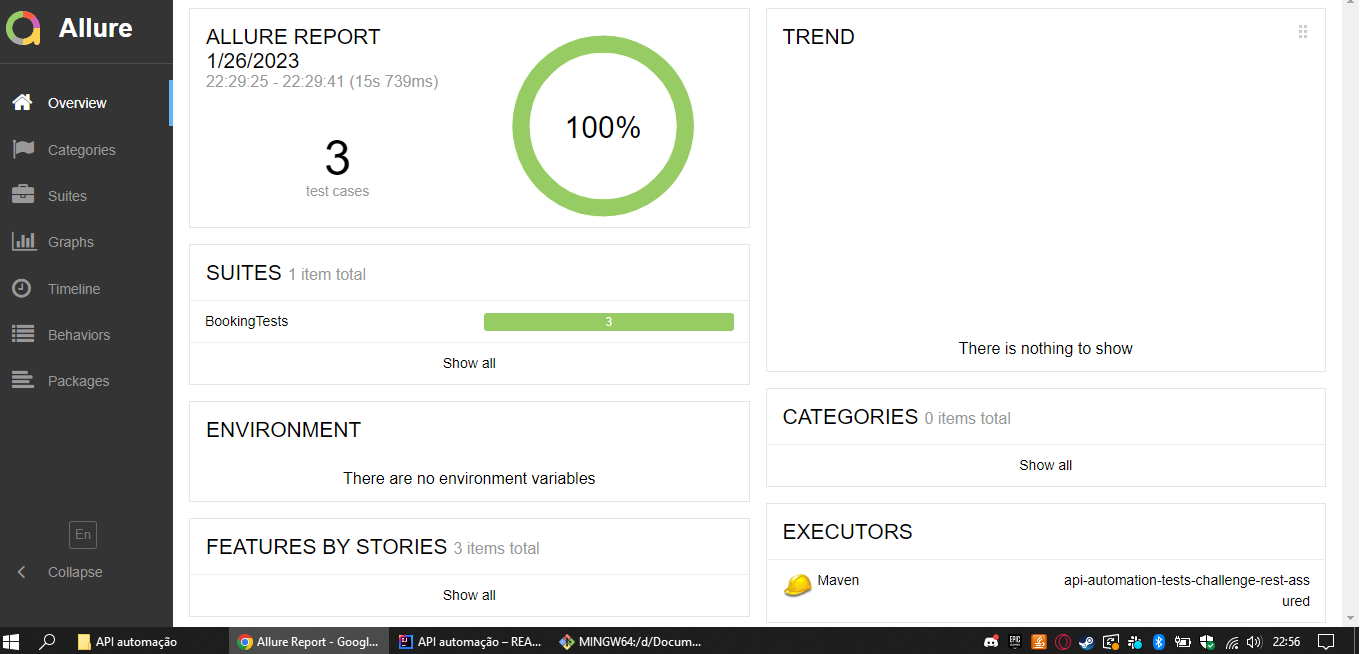 Allure
Overview
Categories
Suites
Graphs
Timeline
Behaviors
Packages
En
Collapse
ALLURE REPORT
1/26/2023
22:29:25 - 22:29:41 (15s 739ms)
3
test cases
100%
SUITES 1 item total
BookingTests 3
Show all
ENVIRONMENT
There are no environment variables
FEATURES BY STORIES 3 items total
Show all
TREND
There is nothing to show
CATEGORIES 0 items total
Show all
EXECUTORS
Maven api-automation-tests-challenge-rest-ass
ured
API automação
Allure Report - Googl...
API automação – REA...
MINGW64:/d/Docum...
22:56